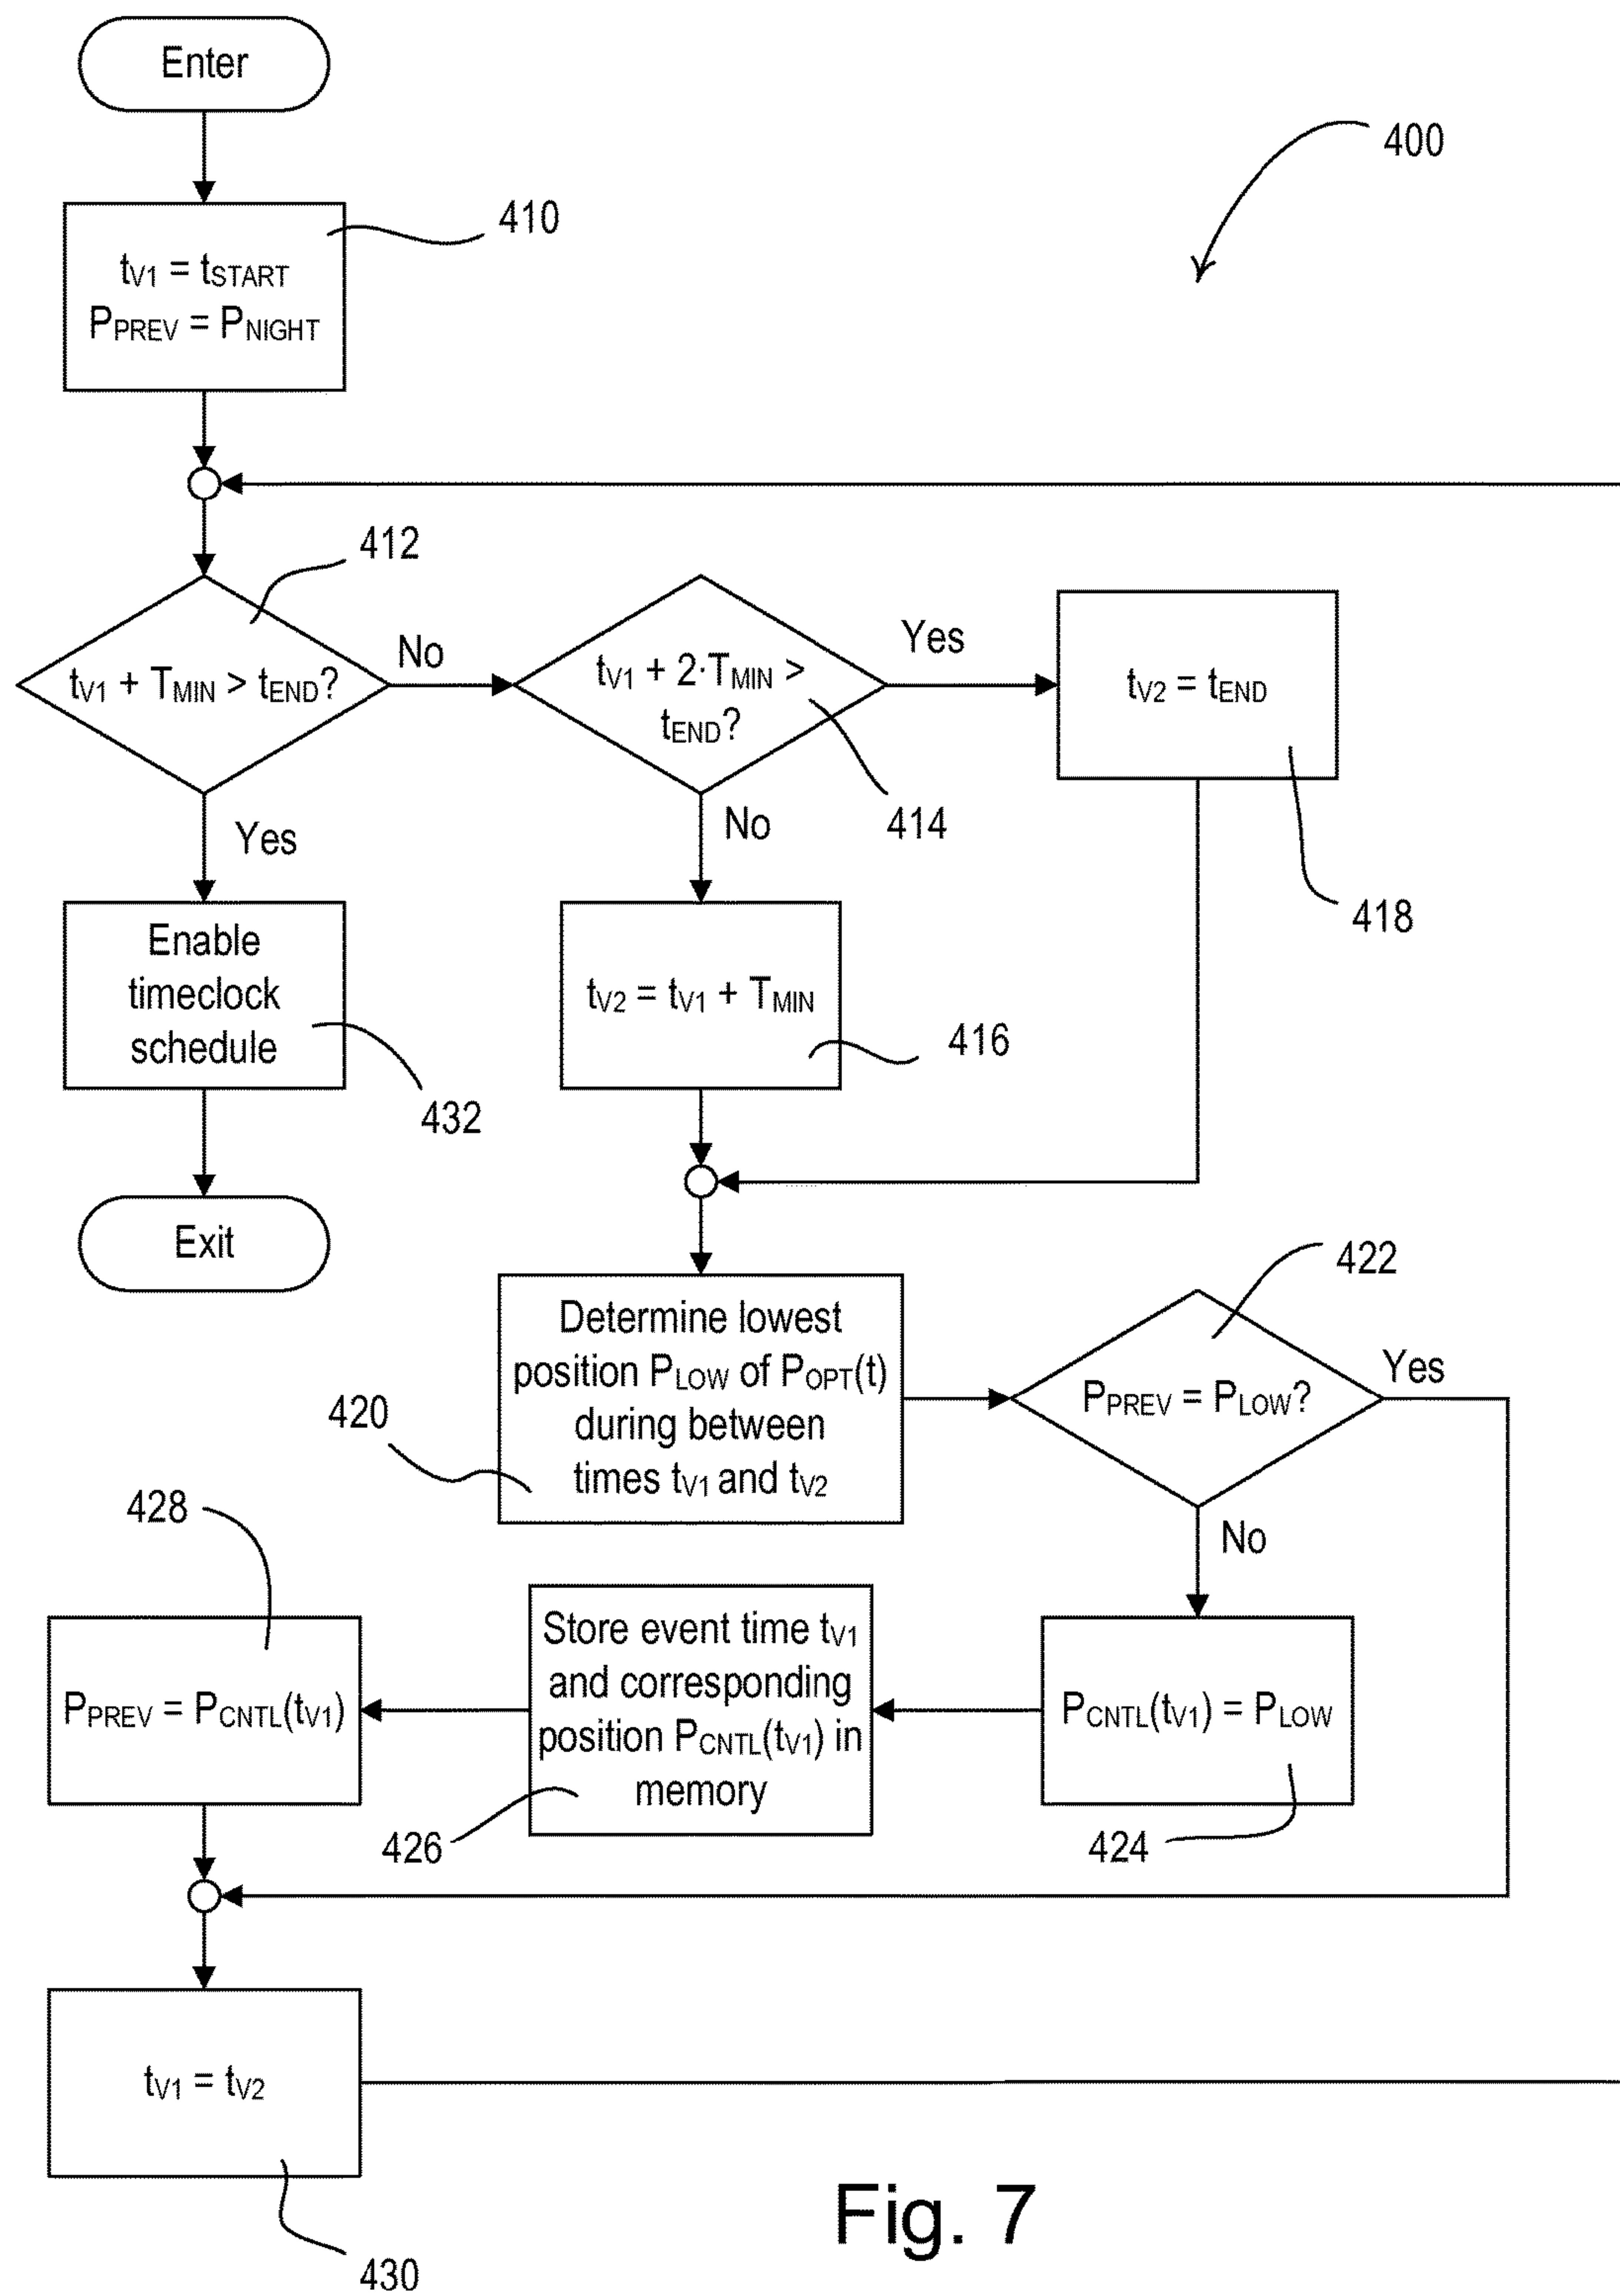 Enter
400
410
tV1 = tSTART
PPREV = PNIGHT
412
tV1 + TMIN > tEND?
No
Yes
tV1 + 2·TMIN >
tEND?
414
Yes
No
tV2 = tEND
418
Enable
timeclock
schedule
432
Exit
tV2 = tV1 + TMIN
416
Determine lowest
position PLOW of POPT(t)
during between
times tV1 and tV2
420
422
PPREV = PLOW?
Yes
No
PCNTL(tV1) = PLOW
424
Store event time tV1
and corresponding
position PCNTL(tV1) in
memory
426
428
PPREV = PCNTL(tV1)
tV1 = tV2
430
Fig. 7